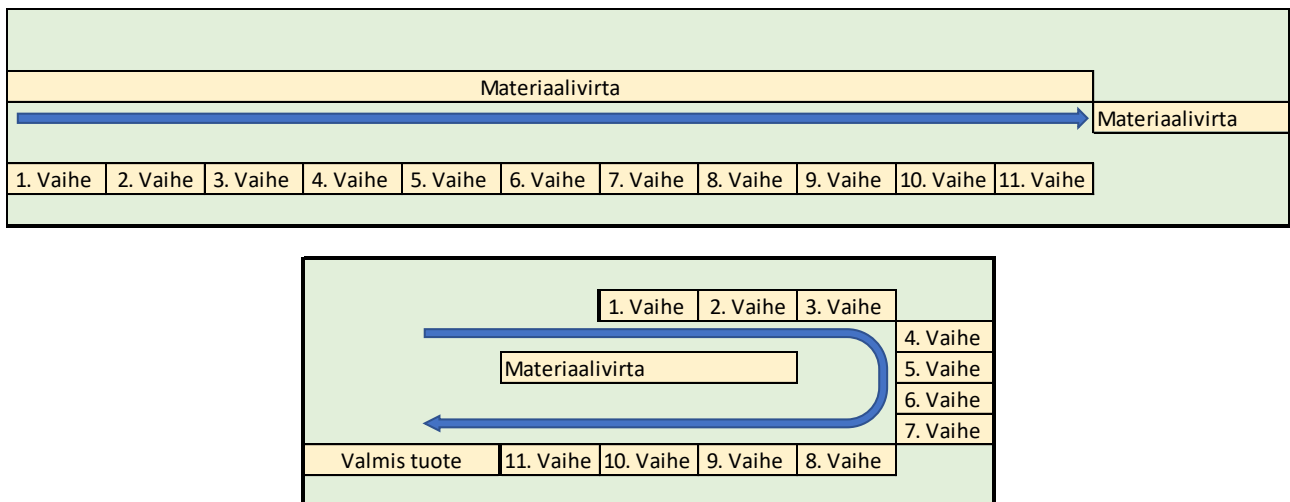 Materiaalivirta
Materiaalivirta
1. Vaihe 2. Vaihe 3. Vaihe 4. Vaihe 5. Vaihe 6. Vaihe 7. Vaihe 8. Vaihe 9. Vaihe 10. Vaihe 11. Vaihe
1. Vaihe 2. Vaihe 3. Vaihe
4. Vaihe
Materiaalivirta
5. Vaihe
6. Vaihe
7. Vaihe
Valmis tuote 11. Vaihe 10. Vaihe 9. Vaihe 8. Vaihe